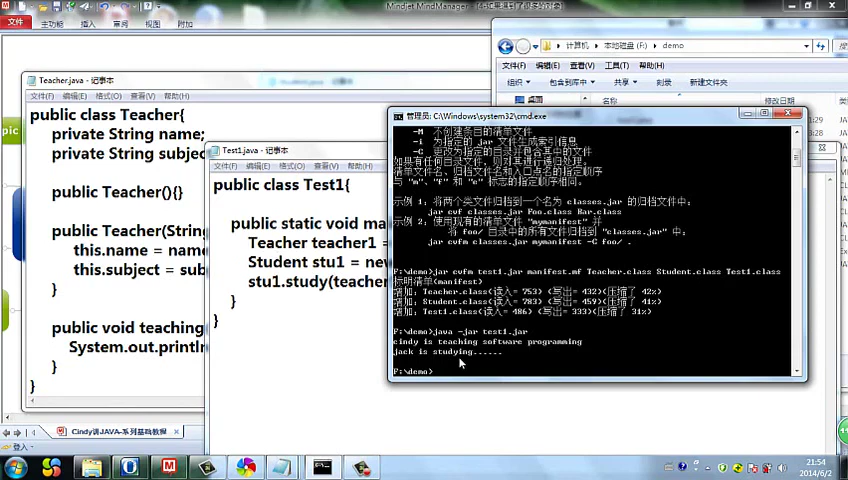 Mindjet MindManager
文件
主功能
审阅
视图
附加
Teacher.java - 记事本
文件(F) 编辑(E) 格式(O) 查看(V) 帮助(H)
public class Teacher{
private String name;
private String subjec
public Teacher(){}
public Teacher(String
this.name = name
this.subject = su
}
public void teaching
System.out.println
}
}
pic
Test1.java - 记事本
文件(F) 编辑(E) 格式(O) 查看(V) 帮助(H)
public class Test1{
public static void ma
Teacher teacher1 =
Student stu1 = new
stu1.study(teache
}
}
计算机
本地磁盘 (F:)
demo
文件(F) 编辑(E) 查看(V) 工具(T) 帮助(H)
组织
包含到库中
共享
刻录
新建文件夹
桌面
管理员: C:\Windows\system32\cmd.exe
-M 不创建条目的清单文件
-i 为指定的 jar 文件生成索引信息
-C 更改为指定的目录并包含其中的文件
如果有任何目录文件, 则对其进行递归处理。
清单文件名、归档文件名和入口点名的指定顺序
与 "m"、"f" 和 "e" 标志的指定顺序相同。
示例 1: 将两个类文件归档到一个名为 classes.jar 的归档文件中:
jar cvf classes.jar Foo.class Bar.class
示例 2: 使用现有的清单文件 "mymanifest" 并
将 foo/ 目录中的所有文件归档到 "classes.jar" 中:
jar cvfm classes.jar mymanifest -C foo/ .
F:\demo>jar cvfm test1.jar manifest.mf Teacher.class Student.class Test1.class
标明清单(manifest)
增加: Teacher.class(读入= 753) (写出= 432)(压缩了 42%)
增加: Student.class(读入= 783) (写出= 459)(压缩了 41%)
增加: Test1.class(读入= 486) (写出= 333)(压缩了 31%)
F:\demo>java -jar test1.jar
cindy is teaching software programming
jack is studying......
F:\demo>
1:29
Cindy讲JAVA-系列基础教程
登入
21:54
2014/6/2